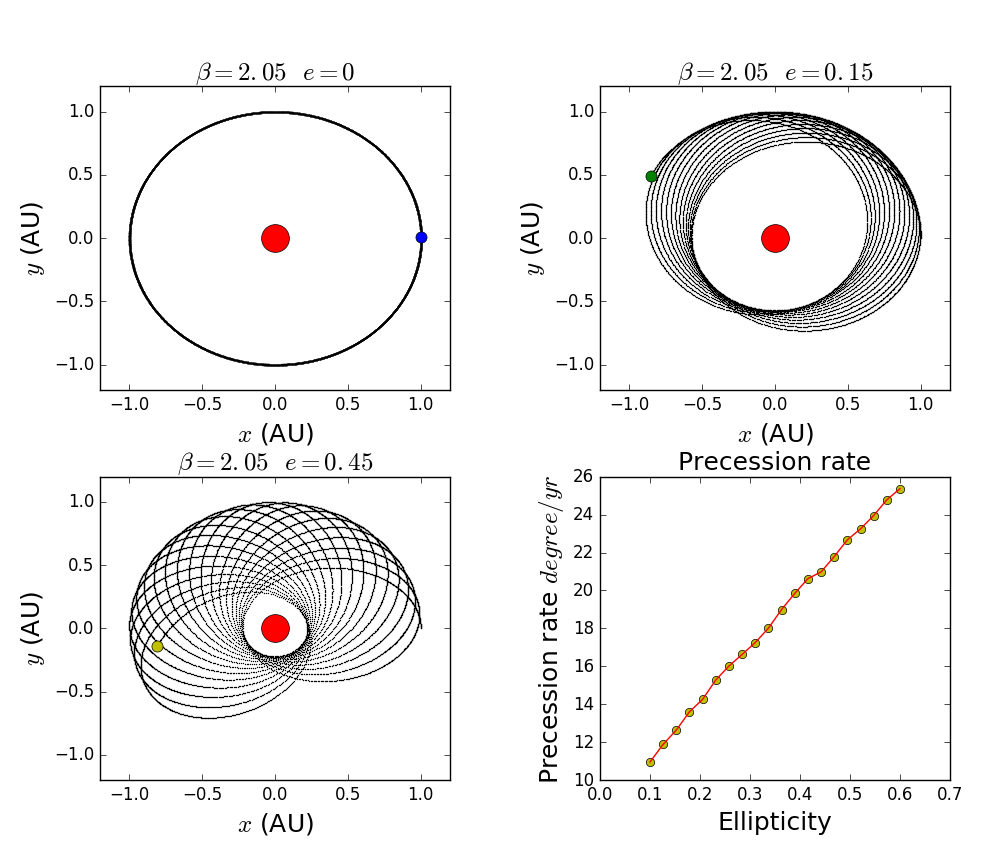 β = 2.05 e = 0
1.0
0.5
0.0
−0.5
−1.0
y (AU)
−1.0 −0.5 0.0 0.5 1.0
x (AU)
β = 2.05 e = 0.15
1.0
0.5
0.0
−0.5
−1.0
y (AU)
−1.0 −0.5 0.0 0.5 1.0
x (AU)
β = 2.05 e = 0.45
1.0
0.5
0.0
−0.5
−1.0
y (AU)
−1.0 −0.5 0.0 0.5 1.0
x (AU)
Precession rate
26
24
22
20
18
16
14
12
10
Precession rate degree/yr
0.0 0.1 0.2 0.3 0.4 0.5 0.6 0.7
Ellipticity